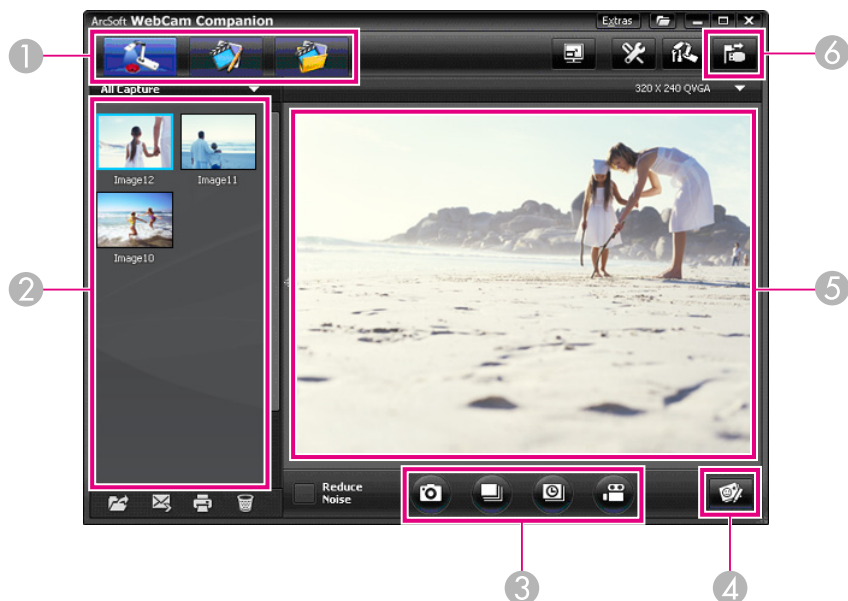 ArcSoft WebCam Companion
Extras
1
6
All Capture
320 X 240 QVGA
Image12
Image11
Image10
2
5
Reduce
Noise
3
4